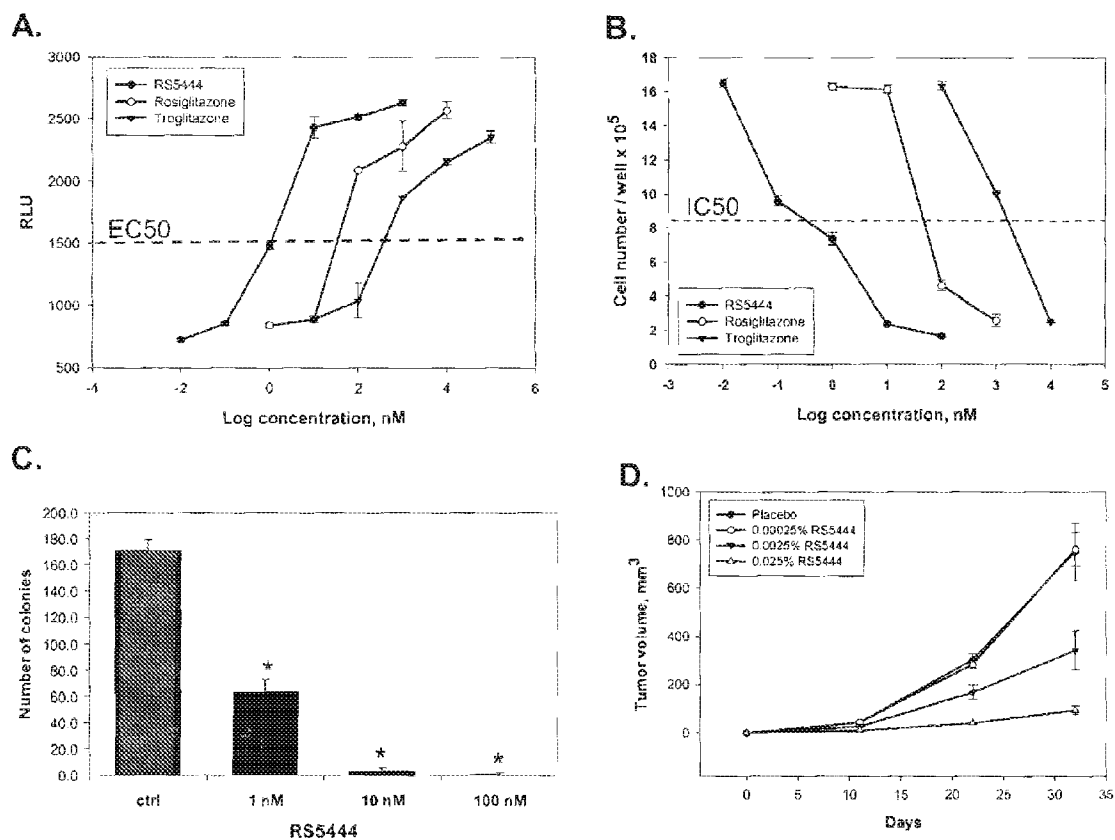 A.
3000
2500
2000
1500
1000
500
RLU
RS5444
Rosiglitazone
Troglitazone
EC50
-4
-2
0
2
4
6
Log concentration, nM
B.
18
16
14
12
10
8
6
4
2
0
Cell number / well x 10⁵
IC50
RS5444
Rosiglitazone
Troglitazone
-3
-2
-1
0
1
2
3
4
5
Log concentration, nM
C.
200.0
180.0
160.0
140.0
120.0
100.0
80.0
60.0
40.0
20.0
0.0
Number of colonies
*
*
*
ctrl
1 nM
10 nM
100 nM
RS5444
D.
1000
800
600
400
200
0
Tumor volume, mm³
Placebo
0.00025% RS5444
0.0025% RS5444
0.025% RS5444
0
5
10
15
20
25
30
35
Days